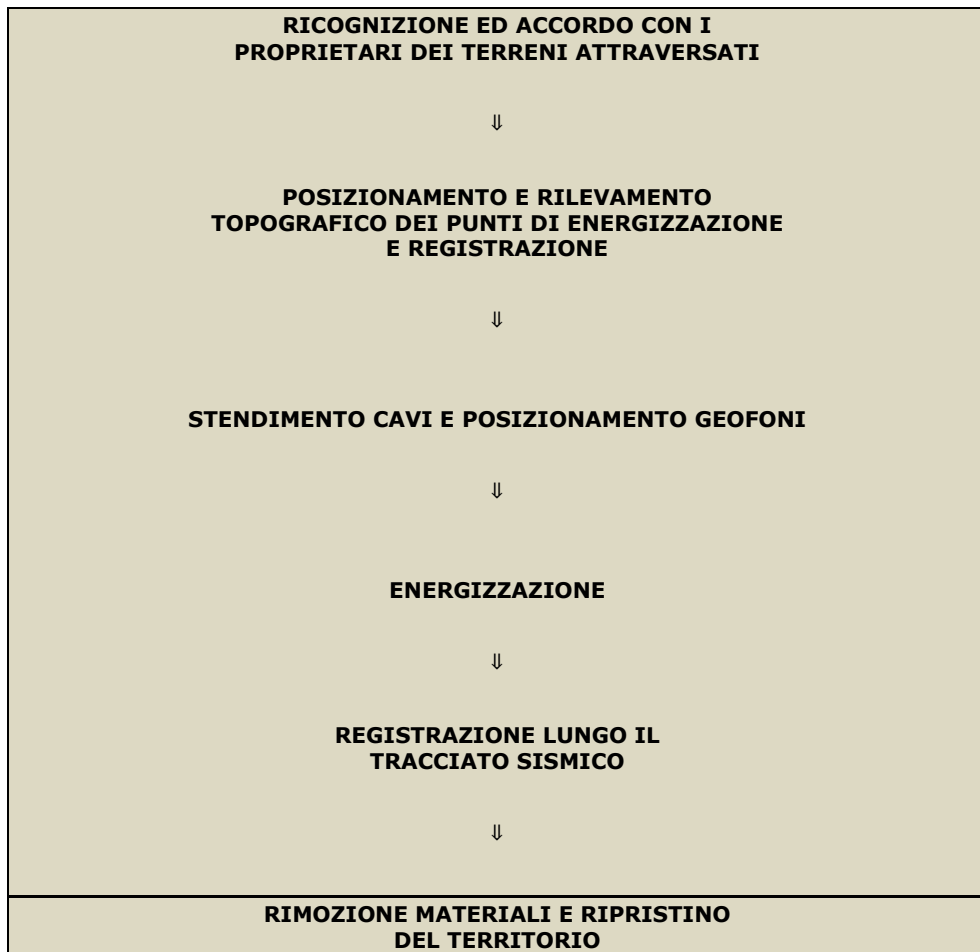 RICOGNIZIONE ED ACCORDO CON I
PROPRIETARI DEI TERRENI ATTRAVERSATI
⇓
POSIZIONAMENTO E RILEVAMENTO
TOPOGRAFICO DEI PUNTI DI ENERGIZZAZIONE
E REGISTRAZIONE
⇓
STENDIMENTO CAVI E POSIZIONAMENTO GEOFONI
⇓
ENERGIZZAZIONE
⇓
REGISTRAZIONE LUNGO IL
TRACCIATO SISMICO
⇓
RIMOZIONE MATERIALI E RIPRISTINO
DEL TERRITORIO